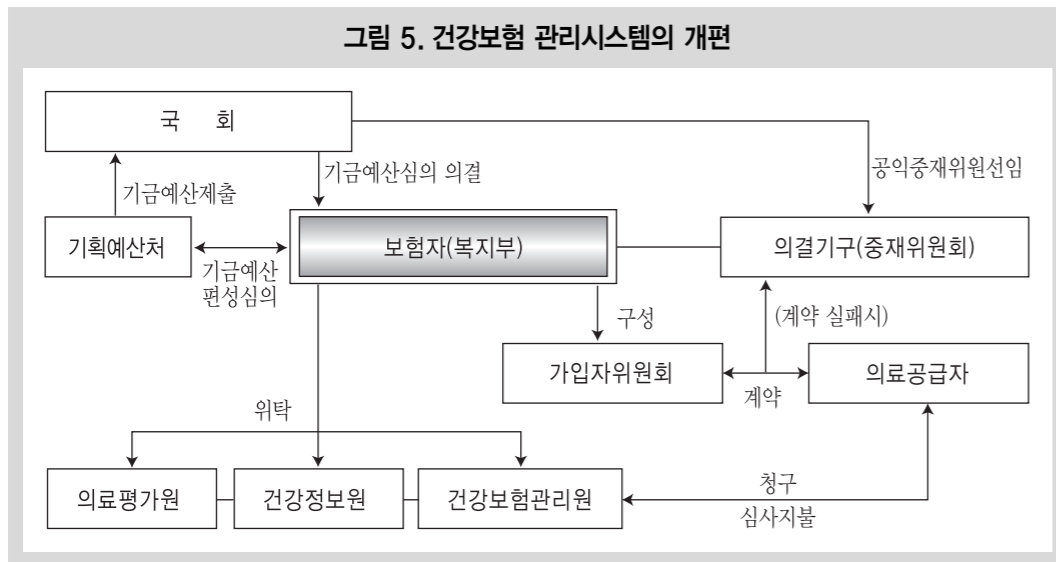 그림 5. 건강보험 관리시스템의 개편
국 회
기금예산심의 의결
공익중재위원선임
기금예산제출
기획예산처
보험자(복지부)
의결기구(중재위원회)
기금예산
편성심의
구성
(계약 실패시)
가입자위원회
의료공급자
계약
위탁
의료평가원
건강정보원
건강보험관리원
청구
심사지불